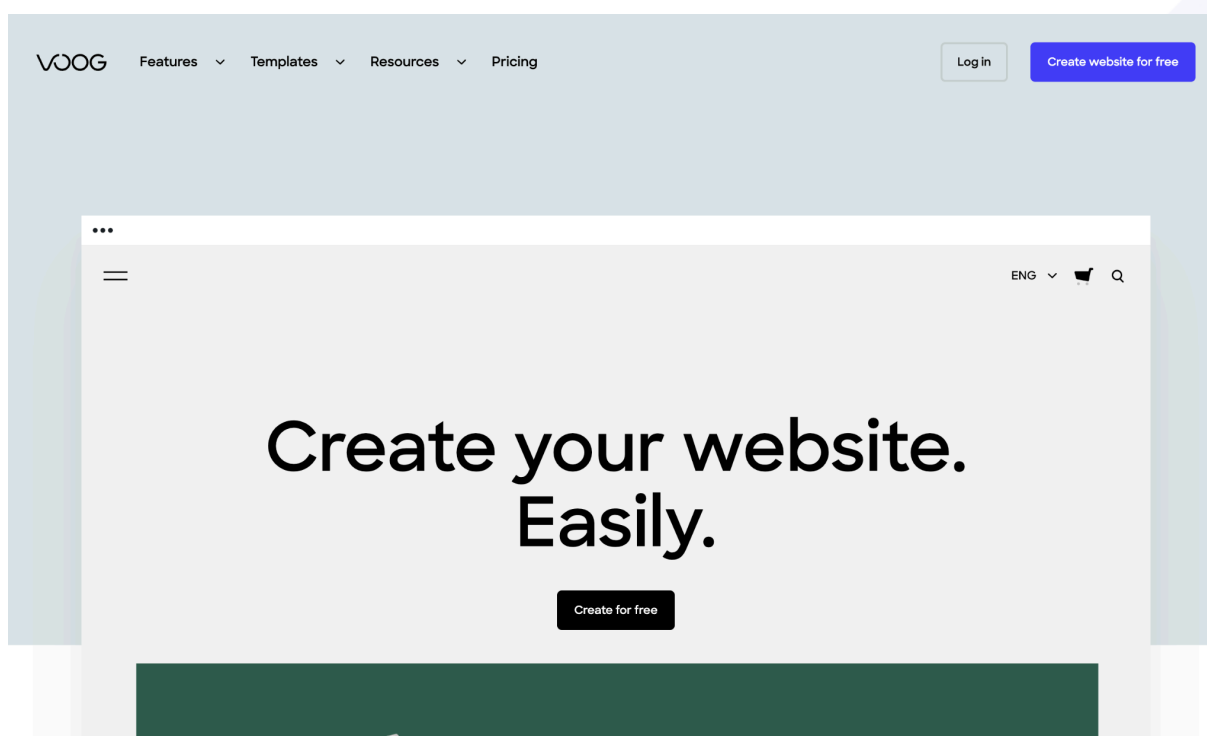 VOOG Features Templates Resources Pricing Log in Create website for free
ENG
Create your website.
Easily.
Create for free